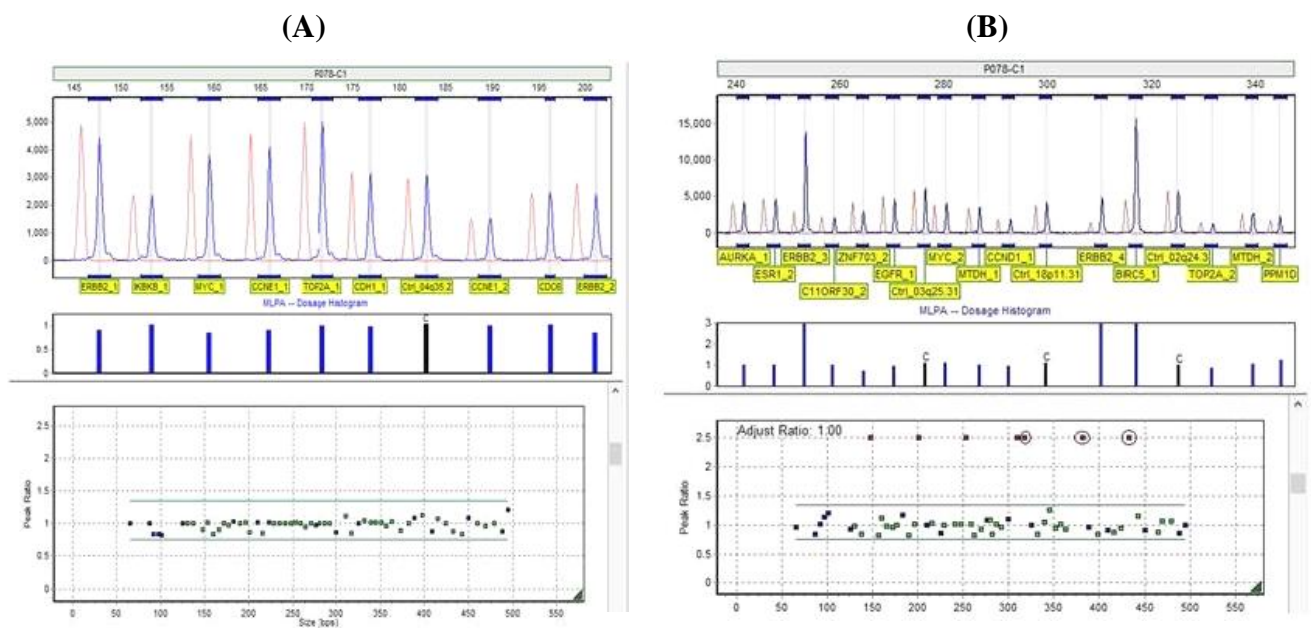 (A)
P078-C1
145 150 155 160 165 170 175 180 185 190 195 200
5,000
4,000
3,000
2,000
1,000
0
ERBB2_1 IKBKB_1 MYC_1 CCNE1_1 TOP2A_1 CDH1_1 Ctrl_04q35.2 CCNE1_2 CDC6 ERBB2_2
MLPA -- Dosage Histogram
C
1
0.5
0
2.5
2
1.5
1
0.5
0
Peak Ratio
0 50 100 150 200 250 300 350 400 450 500 550
Size (bps)
(B)
P078-C1
240 260 280 300 320 340
15,000
10,000
5,000
0
AURKA_1 ERBB2_3 ZNF703_2 MYC_2 CCND1_1 ERBB2_4 Ctrl_02q24.3 MTDH_2
ESR1_2 EGFR_1 MTDH_1 Ctrl_18p11.31 BIRC5_1 TOP2A_2 PPM1D
C11ORF30_2 Ctrl_03q25.31
MLPA -- Dosage Histogram
3
2
1
0
C C C
Adjust Ratio: 1.00
2.5
2
1.5
1
0.5
0
Peak Ratio
0 50 100 150 200 250 300 350 400 450 500 550